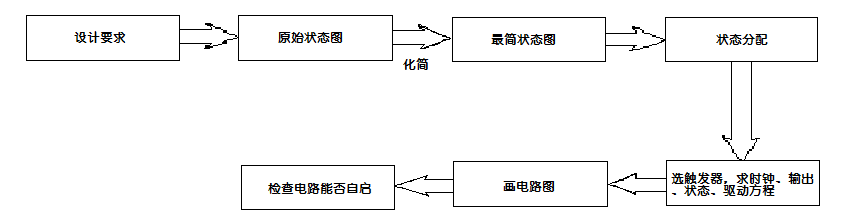 设计要求
原始状态图
化简
最简状态图
状态分配
选触发器，求时钟、输出
、状态、驱动方程
画电路图
检查电路能否自启